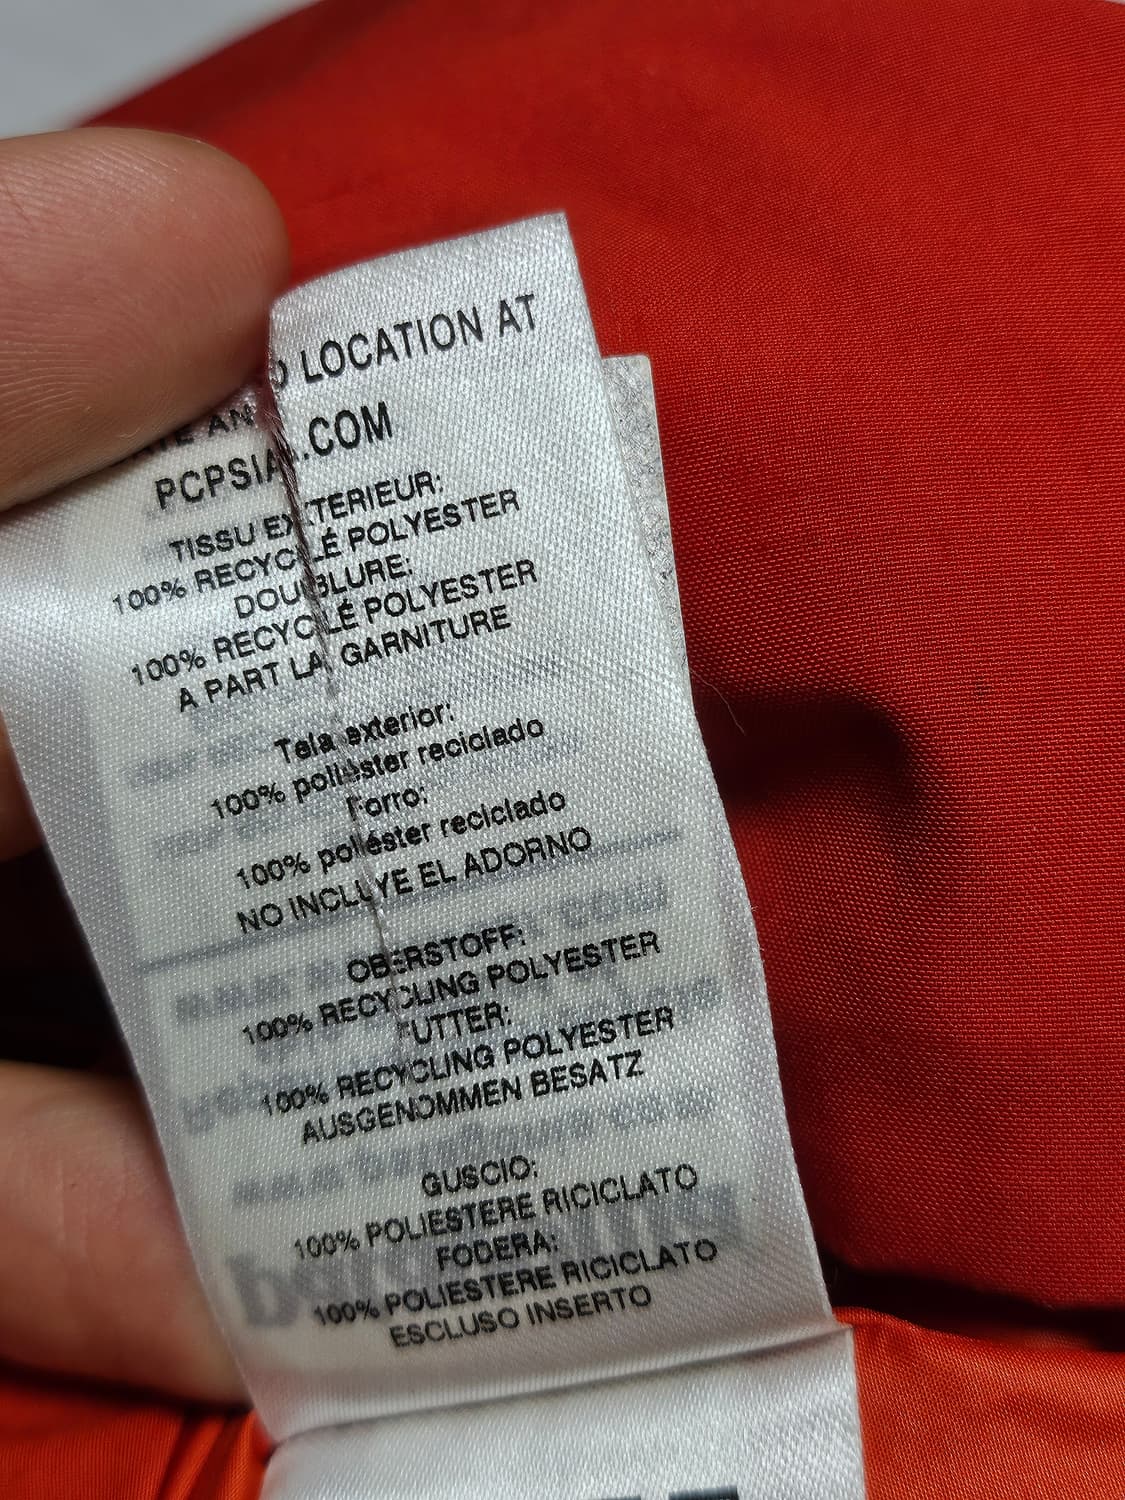 LOCATION AT
.COM
TISSU EXTERIEUR:
100% RECYCLÉ POLYESTER
DOUBLURE:
100% RECYCLÉ POLYESTER
A PART LA GARNITURE
Tela exterior:
100% poliéster reciclado
Forro:
100% poliéster reciclado
NO INCLUYE EL ADORNO
OBERSTOFF:
100% RECYCLING POLYESTER
FUTTER:
100% RECYCLING POLYESTER
AUSGENOMMEN BESATZ
GUSCIO:
100% POLIESTERE RICICLATO
FODERA:
100% POLIESTERE RICICLATO
ESCLUSO INSERTO